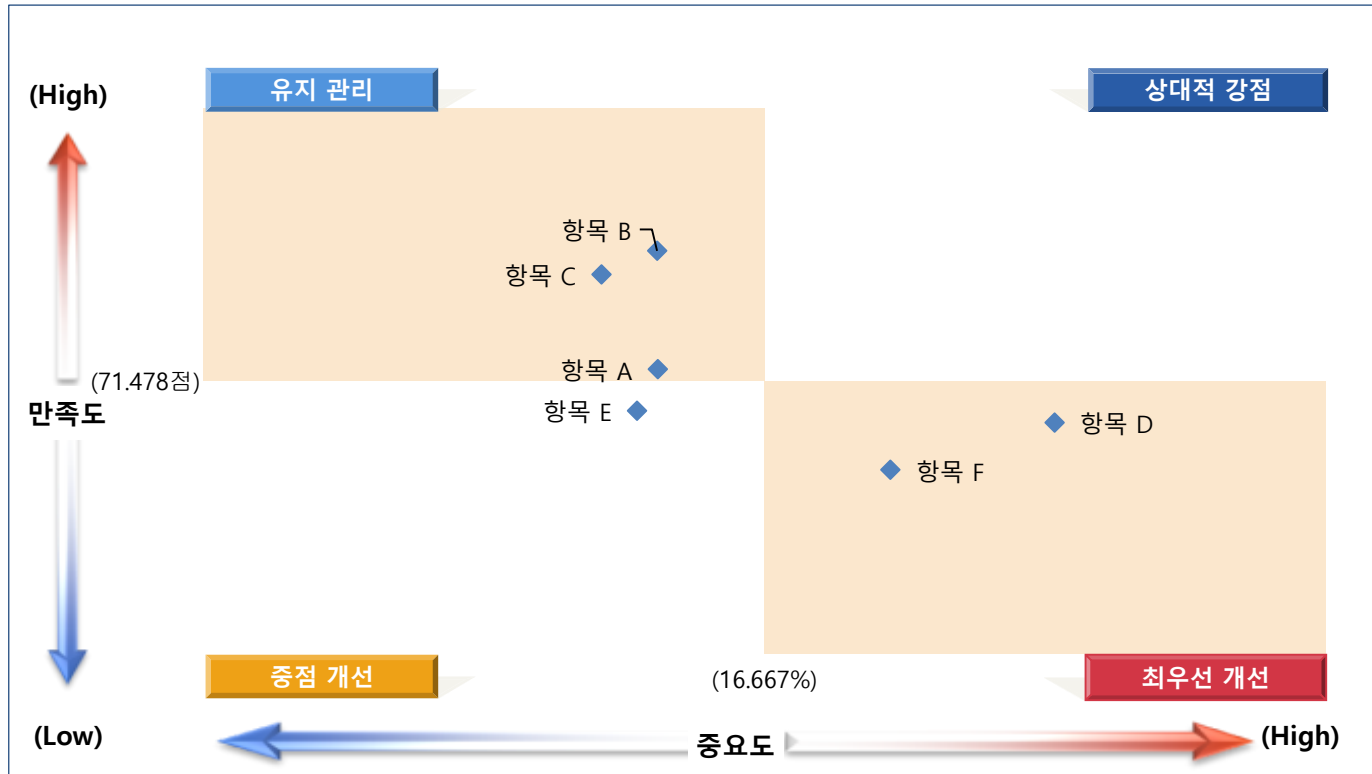 유지 관리
상대적 강점
(High)
항목 B
항목 C
항목 A
(71.478점)
만족도
항목 E
항목 D
항목 F
중점 개선
(16.667%)
최우선 개선
(Low)
중요도
(High)